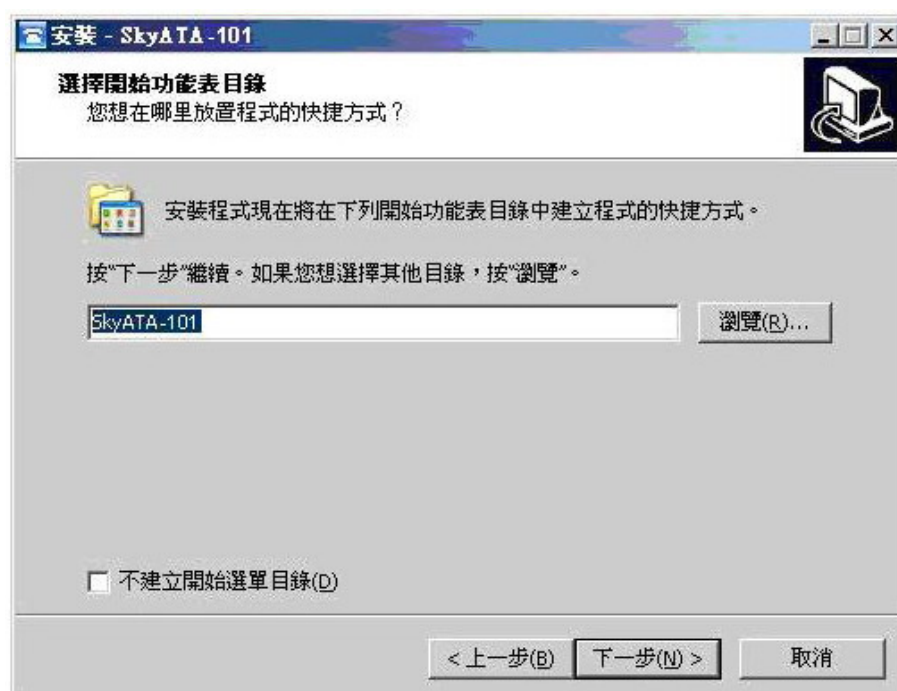 安裝 - SkyATA-101
選擇開始功能表目錄
您想在哪里放置程式的快捷方式？
安裝程式現在將在下列開始功能表目錄中建立程式的快捷方式。
按"下一步"繼續。如果您想選擇其他目錄，按"瀏覽"。
SkyATA-101
瀏覽(R)...
不建立開始選單目錄(D)
< 上一步(B)
下一步(N) >
取消